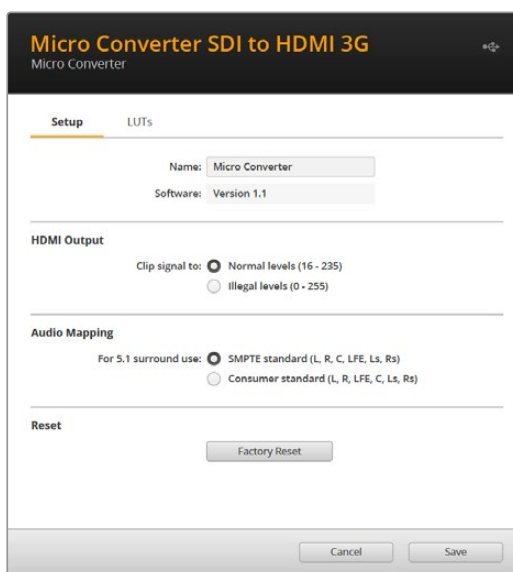 Micro Converter SDI to HDMI 3G
Micro Converter
Setup LUTs
Name: Micro Converter
Software: Version 1.1
HDMI Output
Clip signal to: Normal levels (16 - 235)
Illegal levels (0 - 255)
Audio Mapping
For 5.1 surround use: SMPTE standard (L, R, C, LFE, Ls, Rs)
Consumer standard (L, R, LFE, C, Ls, Rs)
Reset
Factory Reset
Cancel Save